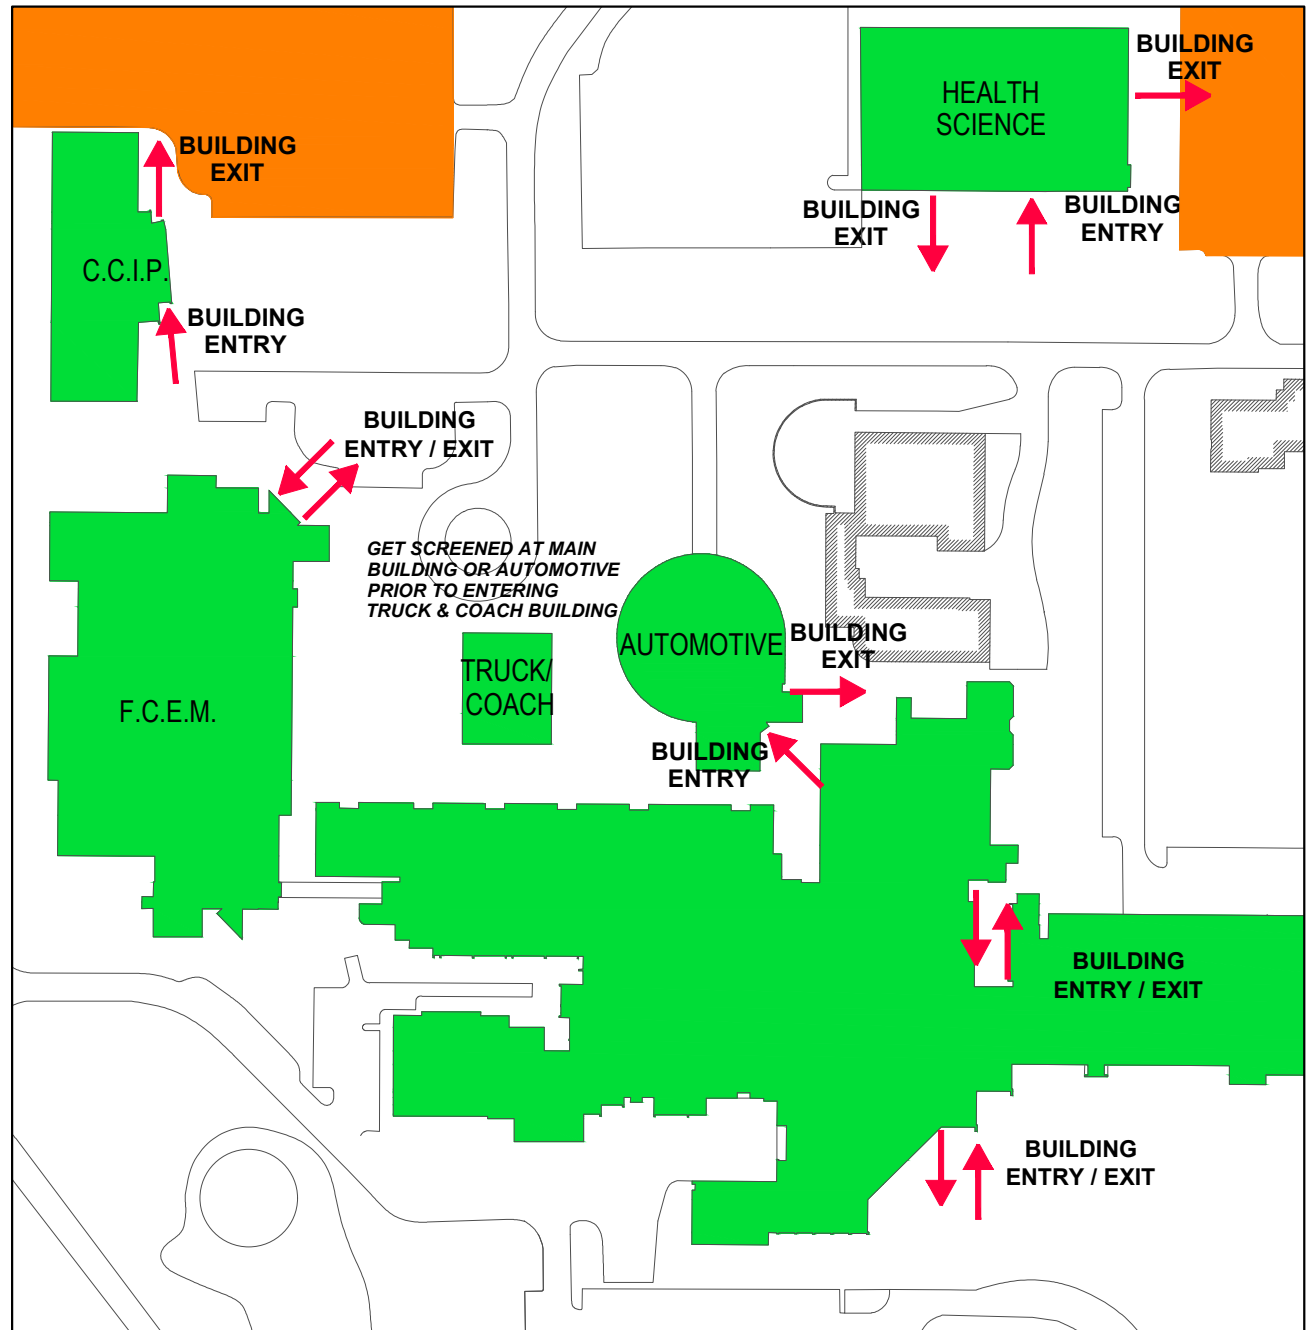 BUILDING
EXIT
HEALTH
SCIENCE
BUILDING
EXIT
BUILDING
EXIT
BUILDING
ENTRY
C.C.I.P.
BUILDING
ENTRY
BUILDING
ENTRY / EXIT
GET SCREENED AT MAIN
BUILDING OR AUTOMOTIVE
PRIOR TO ENTERING
TRUCK & COACH BUILDING
AUTOMOTIVE
BUILDING
EXIT
TRUCK/
COACH
F.C.E.M.
BUILDING
ENTRY
BUILDING
ENTRY / EXIT
BUILDING
ENTRY / EXIT